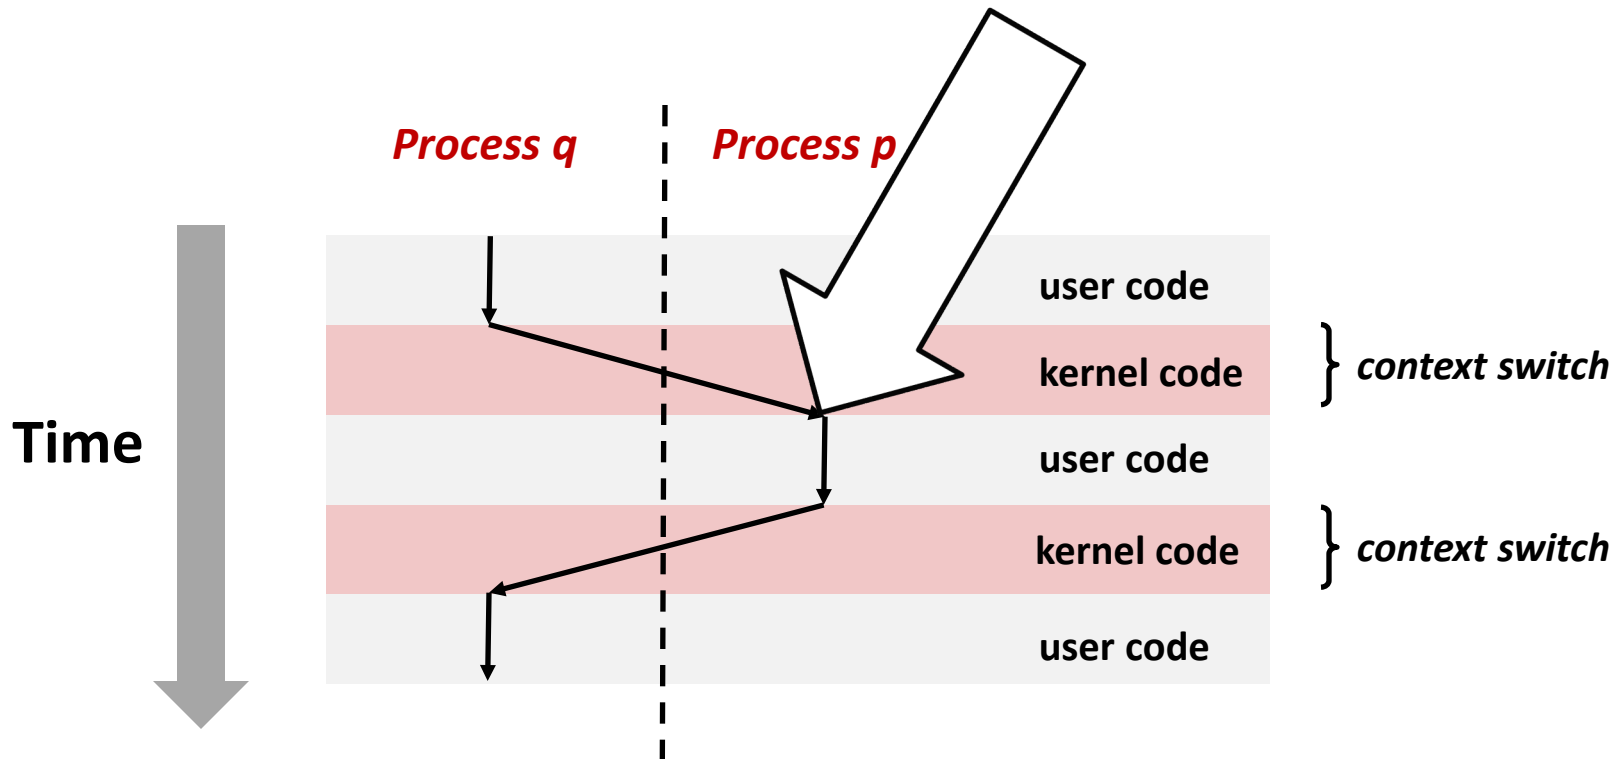 Process q
Process p
user code
kernel code
context switch
Time
user code
kernel code
context switch
user code